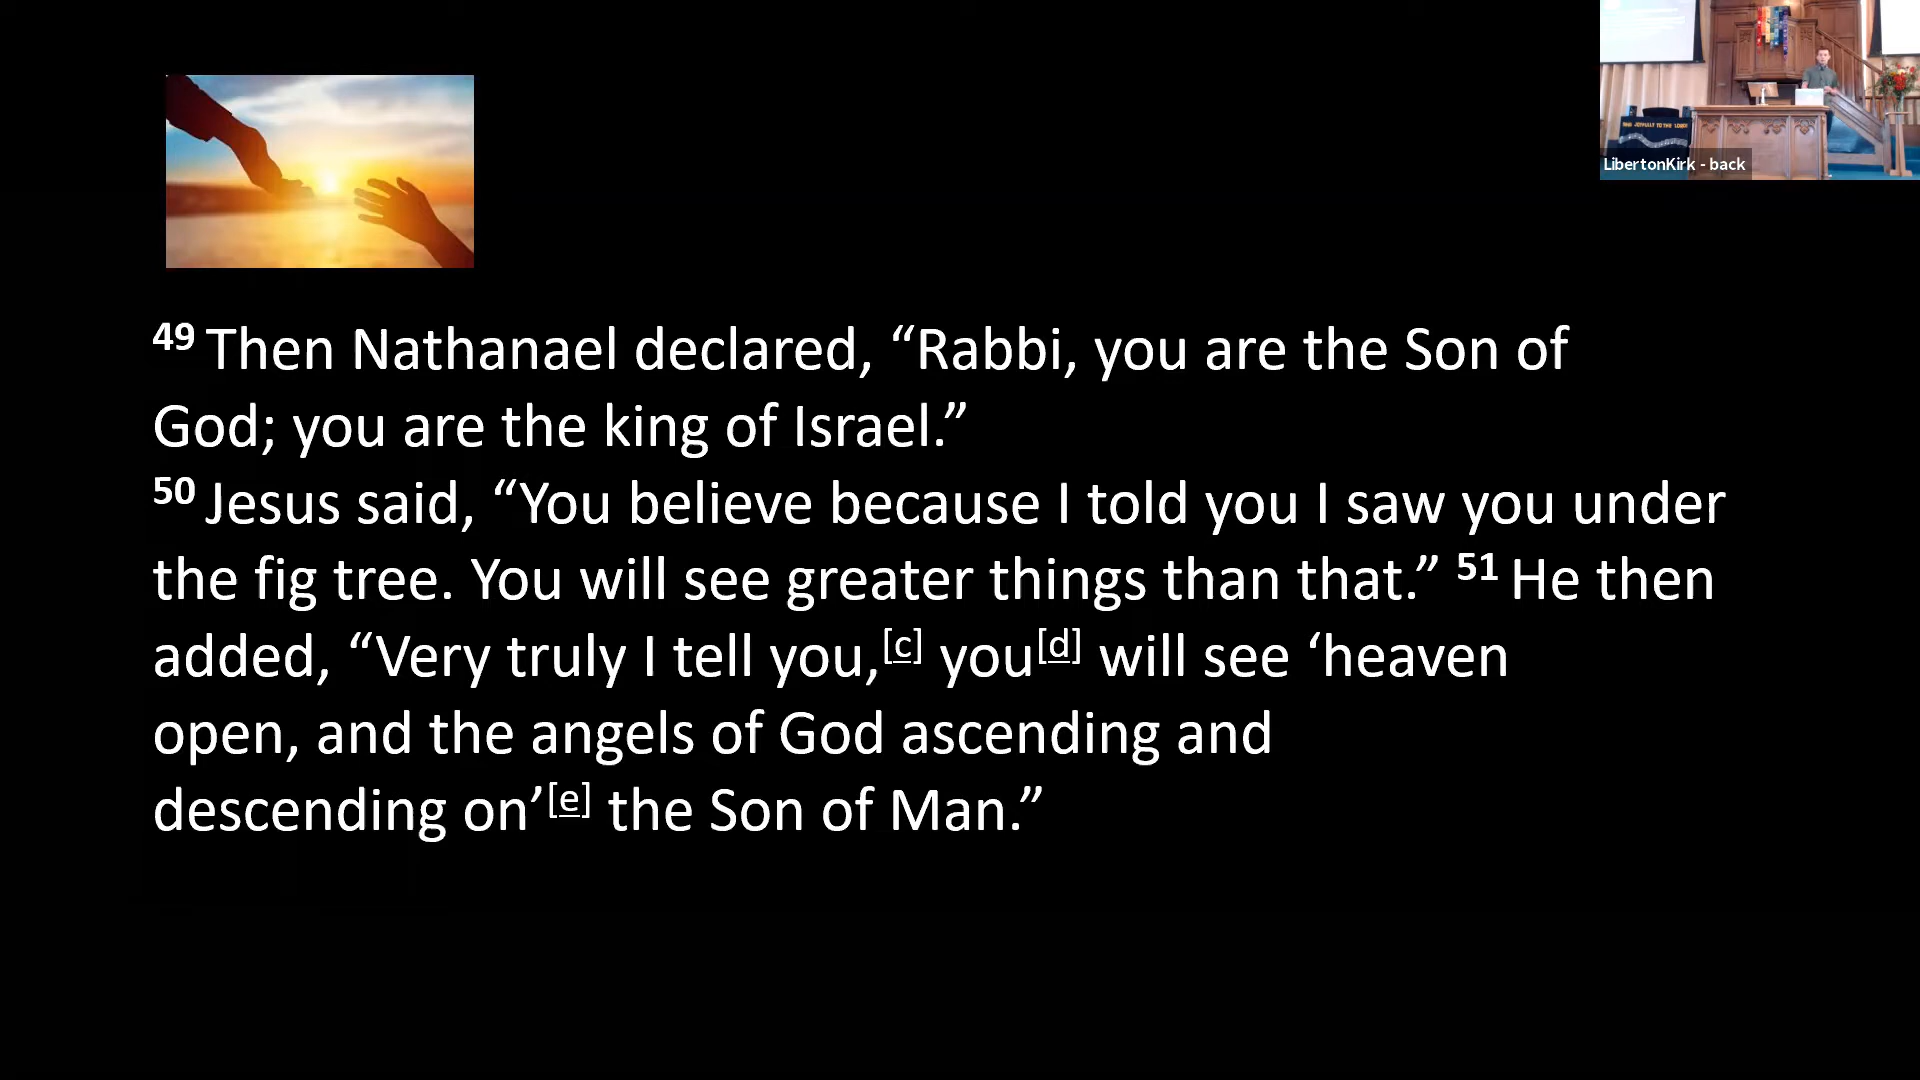 LibertonKirk - back
49 Then Nathanael declared, “Rabbi, you are the Son of
God; you are the king of Israel.”
50 Jesus said, “You believe because I told you I saw you under
the fig tree. You will see greater things than that.” 51 He then
added, “Very truly I tell you,[c] you[d] will see ‘heaven
open, and the angels of God ascending and
descending on’[e] the Son of Man.”